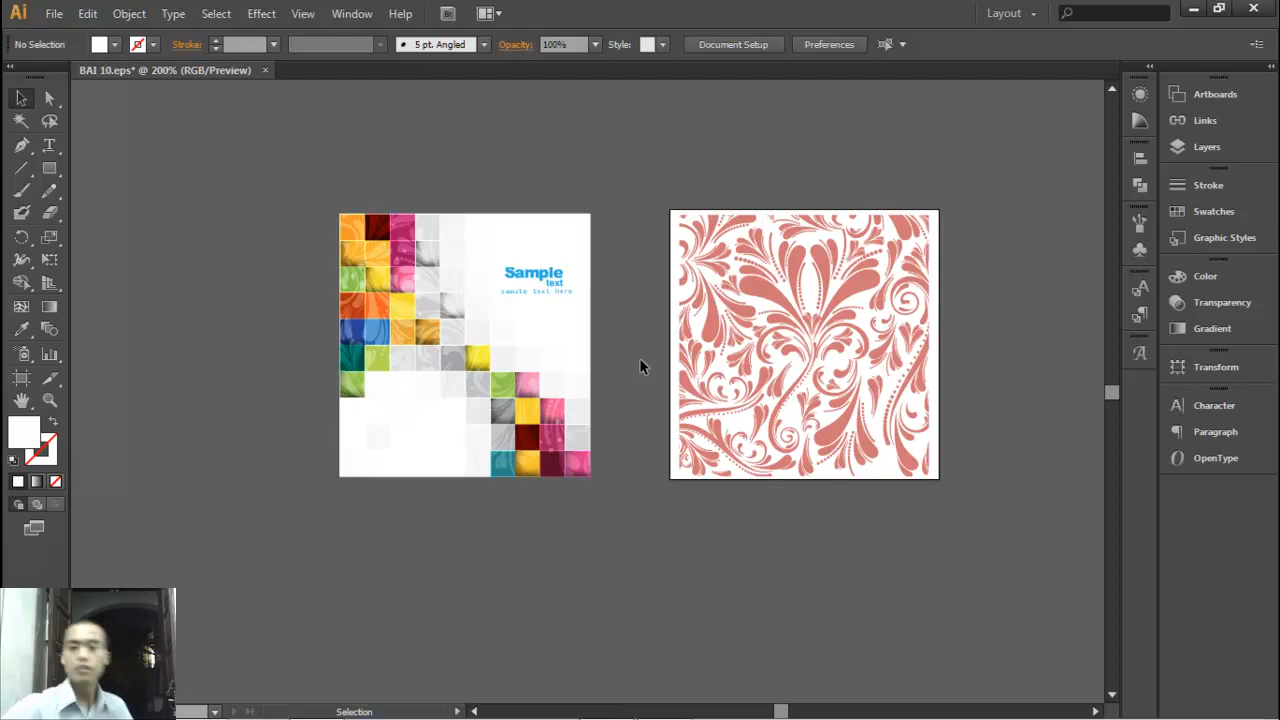 Ai File Edit Object Type Select Effect View Window Help Br Layout
No Selection Stroke: 5 pt. Angled Opacity: 100% Style: Document Setup Preferences
BAI 10.eps* @ 200% (RGB/Preview) ×
Artboards
Links
Layers
Stroke
Swatches
Graphic Styles
Color
Transparency
Gradient
Transform
Character
Paragraph
OpenType
Sample
text
sample text here
Selection